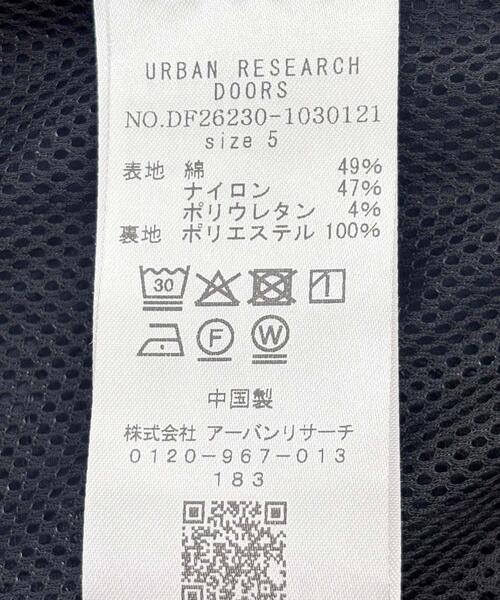 URBAN RESEARCH
DOORS
NO.DF26230-1030121
size 5
表地 綿 49%
ナイロン 47%
ポリウレタン 4%
裏地 ポリエステル 100%
30
F W
中国製
株式会社 アーバンリサーチ
0120-967-013
183